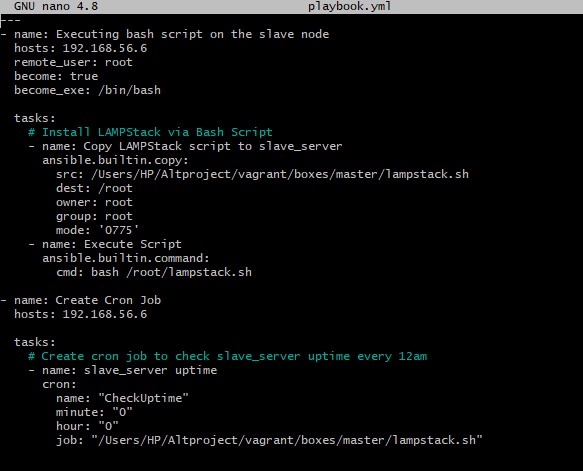 GNU nano 4.8 playbook.yml
---
- name: Executing bash script on the slave node
  hosts: 192.168.56.6
  remote_user: root
  become: true
  become_exe: /bin/bash

  tasks:
    # Install LAMPStack via Bash Script
    - name: Copy LAMPStack script to slave_server
      ansible.builtin.copy:
        src: /Users/HP/Altproject/vagrant/boxes/master/lampstack.sh
        dest: /root
        owner: root
        group: root
        mode: '0775'
    - name: Execute Script
      ansible.builtin.command:
        cmd: bash /root/lampstack.sh

- name: Create Cron Job
  hosts: 192.168.56.6

  tasks:
    # Create cron job to check slave_server uptime every 12am
    - name: slave_server uptime
      cron:
        name: "CheckUptime"
        minute: "0"
        hour: "0"
        job: "/Users/HP/Altproject/vagrant/boxes/master/lampstack.sh"